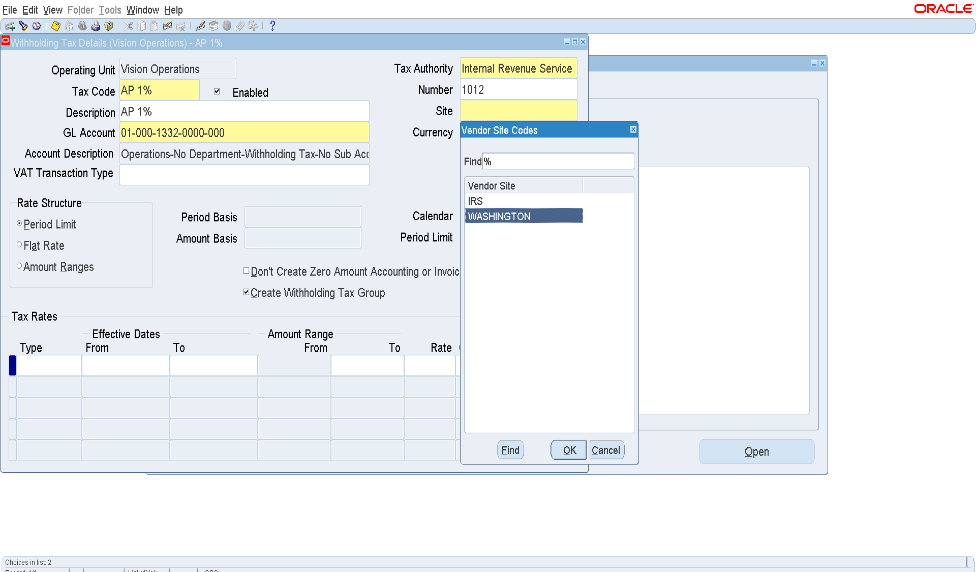 File Edit View Folder Tools Window Help
ORACLE
Withholding Tax Details (Vision Operations) - AP 1%
Operating Unit Vision Operations
Tax Authority Internal Revenue Service
Tax Code AP 1%
Enabled
Number 1012
Description AP 1%
Site
GL Account 01-000-1332-0000-000
Currency
Account Description Operations-No Department-Withholding Tax-No Sub Acc
VAT Transaction Type
Rate Structure
Period Limit
Flat Rate
Amount Ranges
Period Basis
Calendar
Amount Basis
Period Limit
Don't Create Zero Amount Accounting or Invoic
Create Withholding Tax Group
Tax Rates
Effective Dates
Amount Range
Type From To From To Rate
Vendor Site Codes
Find %
Vendor Site
IRS
WASHINGTON
Find OK Cancel
Open
Choices in list: 2